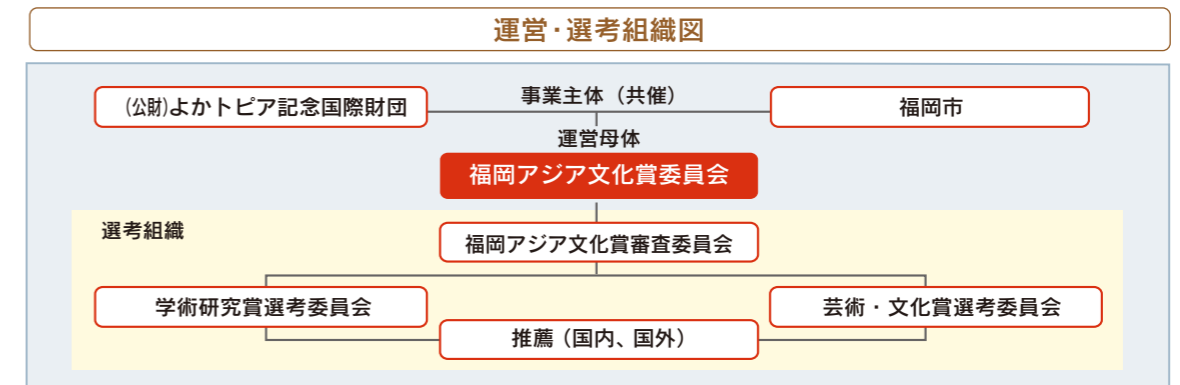 運営・選考組織図
(公財)よかトピア記念国際財団
事業主体（共催）
福岡市
運営母体
福岡アジア文化賞委員会
選考組織
福岡アジア文化賞審査委員会
学術研究賞選考委員会
芸術・文化賞選考委員会
推薦（国内、国外）